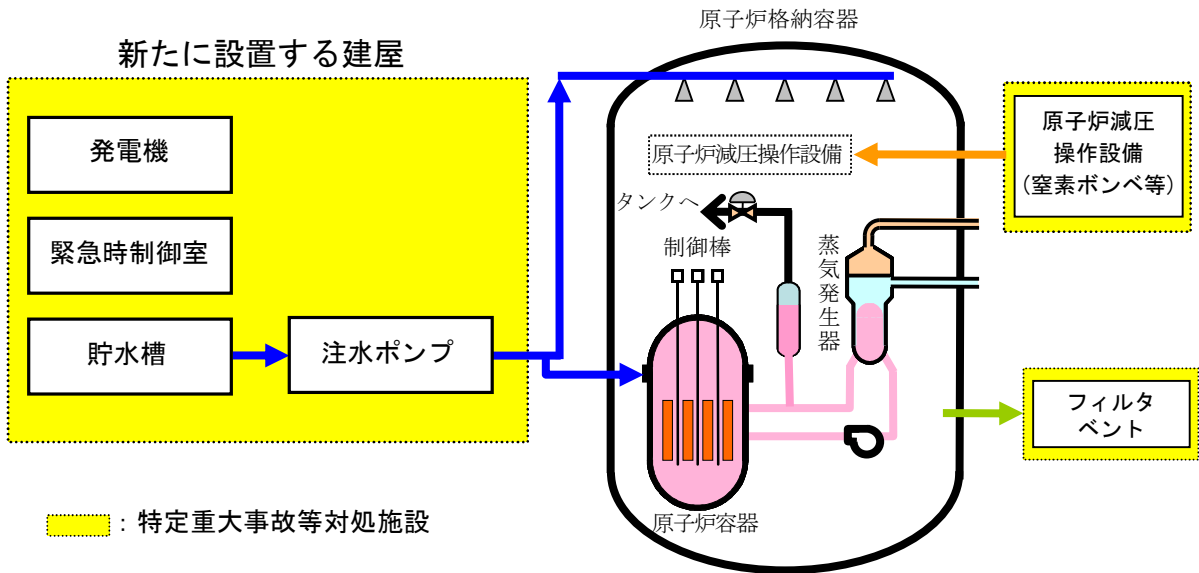 原子炉格納容器
新たに設置する建屋
発電機
緊急時制御室
貯水槽
注水ポンプ
原子炉減圧操作設備
タンクへ
制御棒
蒸気発生器
原子炉容器
原子炉減圧
操作設備
(窒素ボンベ等)
フィルタ
ベント
：特定重大事故等対処施設